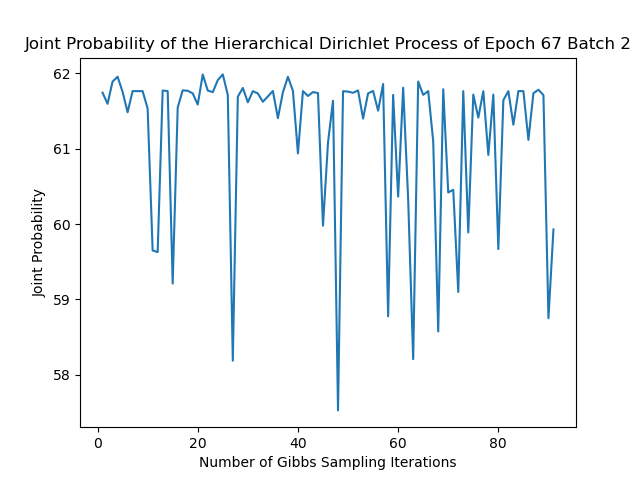 Joint Probability of the Hierarchical Dirichlet Process of Epoch 67 Batch 2
62
61
60
59
58
Joint Probability
0 20 40 60 80
Number of Gibbs Sampling Iterations